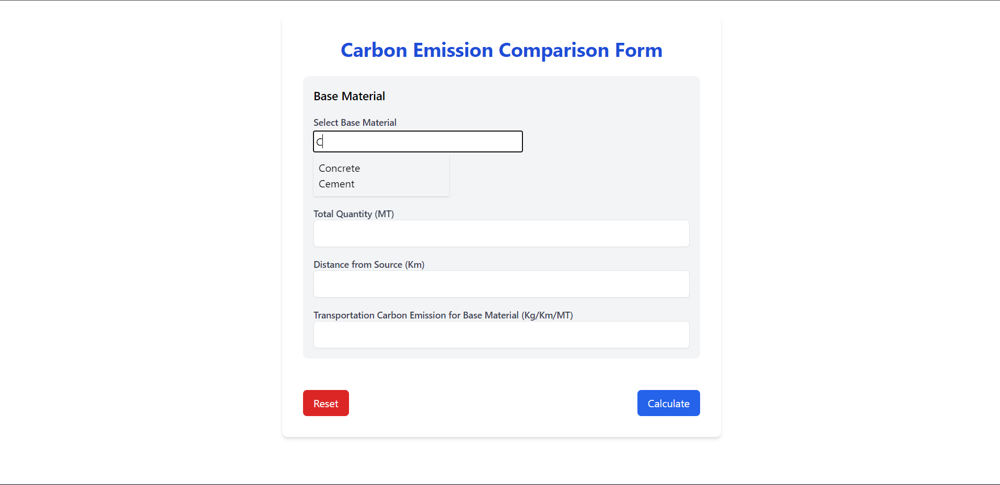 Carbon Emission Comparison Form
Base Material
Select Base Material
C
Concrete
Cement
Total Quantity (MT)
Distance from Source (Km)
Transportation Carbon Emission for Base Material (Kg/Km/MT)
Reset
Calculate